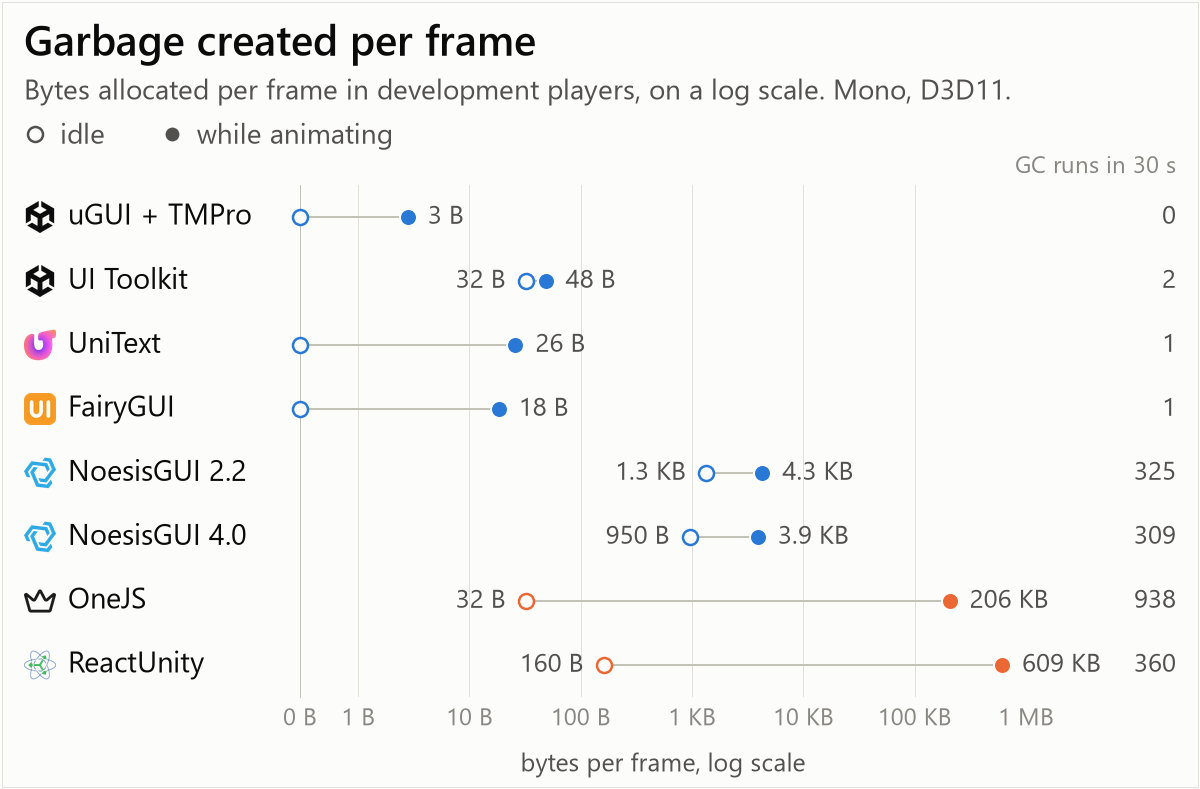 Garbage created per frame
Bytes allocated per frame in development players, on a log scale. Mono, D3D11.
idle while animating
GC runs in 30 s
uGUI + TMPro 3 B 0
UI Toolkit 32 B 48 B 2
UniText 26 B 1
UI FairyGUI 18 B 1
NoesisGUI 2.2 1.3 KB 4.3 KB 325
NoesisGUI 4.0 950 B 3.9 KB 309
OneJS 32 B 206 KB 938
ReactUnity 160 B 609 KB 360
0 B 1 B 10 B 100 B 1 KB 10 KB 100 KB 1 MB
bytes per frame, log scale